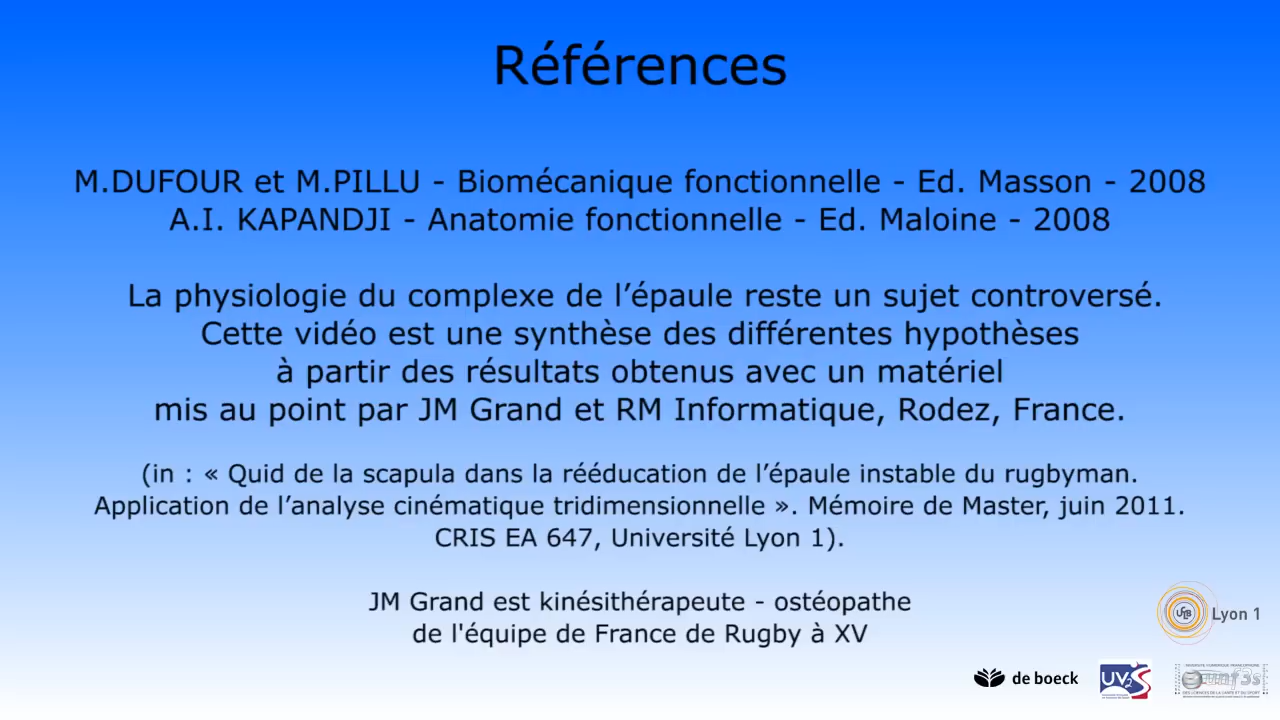 Références
M.DUFOUR et M.PILLU - Biomécanique fonctionnelle - Ed. Masson - 2008
A.I. KAPANDJI - Anatomie fonctionnelle - Ed. Maloine - 2008
La physiologie du complexe de l’épaule reste un sujet controversé.
Cette vidéo est une synthèse des différentes hypothèses
à partir des résultats obtenus avec un matériel
mis au point par JM Grand et RM Informatique, Rodez, France.
(in : « Quid de la scapula dans la rééducation de l’épaule instable du rugbyman.
Application de l’analyse cinématique tridimensionnelle ». Mémoire de Master, juin 2011.
CRIS EA 647, Université Lyon 1).
JM Grand est kinésithérapeute - ostéopathe
de l'équipe de France de Rugby à XV
Lyon 1
de boeck
UV2S
unf3s